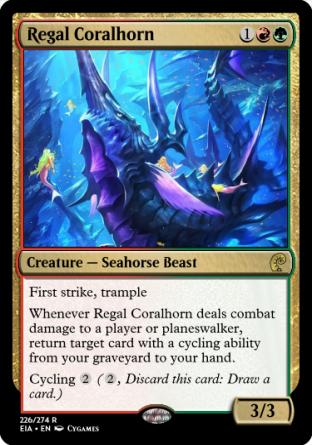 Regal Coralhorn 1
Creature — Seahorse Beast
First strike, trample
Whenever Regal Coralhorn deals combat
damage to a player or planeswalker,
return target card with a cycling ability
from your graveyard to your hand.
Cycling 2 ( 2, Discard this card: Draw a
card.)
3/3
226/274 R
EIA • EN Cygames